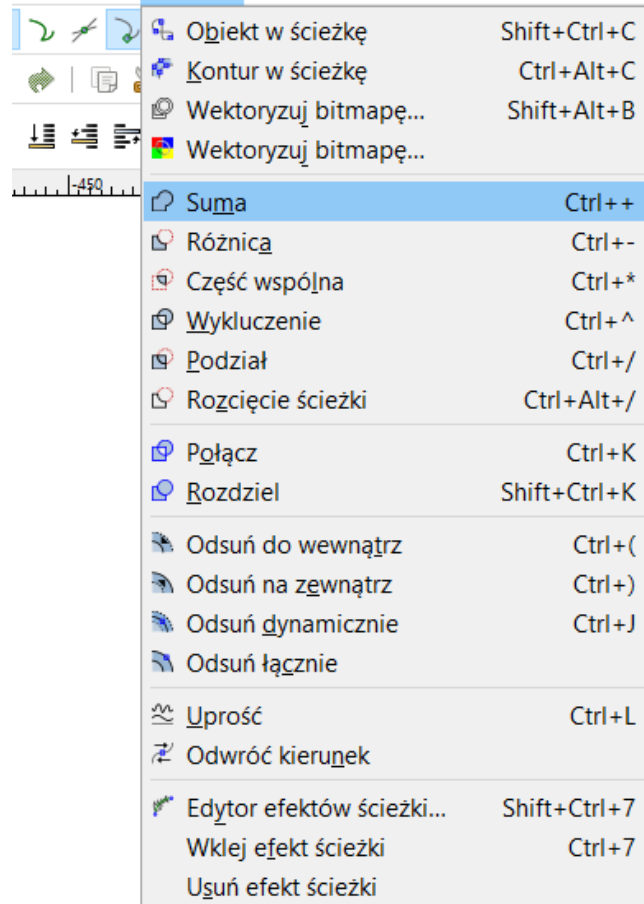 Obiekt w ścieżkę Shift+Ctrl+C
Kontur w ścieżkę Ctrl+Alt+C
Wektoryzuj bitmapę... Shift+Alt+B
Wektoryzuj bitmapę...
-450
Suma Ctrl++
Różnica Ctrl+-
Część wspólna Ctrl+*
Wykluczenie Ctrl+^
Podział Ctrl+/
Rozcięcie ścieżki Ctrl+Alt+/
Połącz Ctrl+K
Rozdziel Shift+Ctrl+K
Odsuń do wewnątrz Ctrl+(
Odsuń na zewnątrz Ctrl+)
Odsuń dynamicznie Ctrl+J
Odsuń łącznie
Uprość Ctrl+L
Odwróć kierunek
Edytor efektów ścieżki... Shift+Ctrl+7
Wklej efekt ścieżki Ctrl+7
Usuń efekt ścieżki